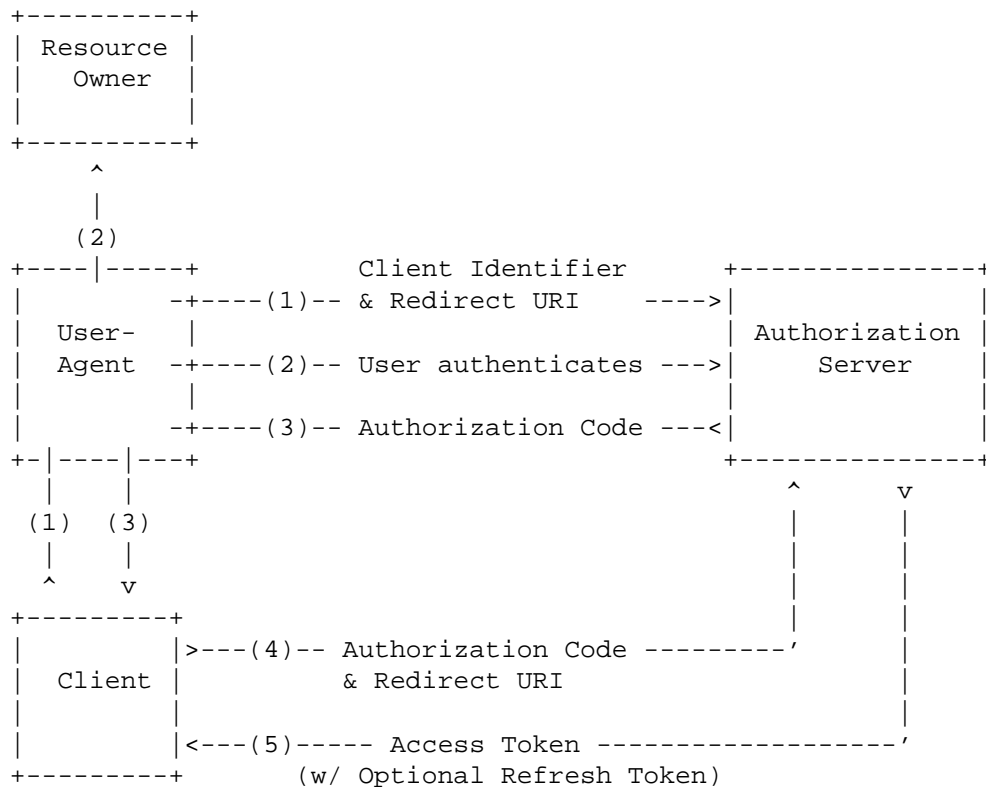 +----------+
| Resource |
|   Owner  |
|          |
+----------+
     ^
     |
    (2)
+----|-----+          Client Identifier      +---------------+
|         -+----(1)-- & Redirect URI   ---->|               |
|  User-   |                                 | Authorization |
|  Agent  -+----(2)-- User authenticates --->|     Server    |
|          |                                 |               |
|         -+----(3)-- Authorization Code ---<|               |
+-|----|---+                                 +---------------+
  |    |                                         ^      v
 (1)  (3)                                        |      |
  |    |                                         |      |
  ^    v                                         |      |
+---------+                                      |      |
|         |>---(4)-- Authorization Code ---------'      |
|  Client |          & Redirect URI                     |
|         |                                             |
|         |<---(5)----- Access Token -------------------'
+---------+       (w/ Optional Refresh Token)